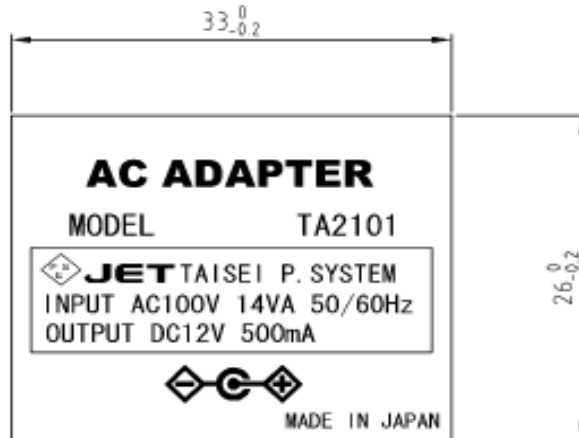 33 0 -0.2
AC ADAPTER
MODEL TA2101
JET TAISEI P. SYSTEM
INPUT AC100V 14VA 50/60Hz
OUTPUT DC12V 500mA
MADE IN JAPAN
26 0 -0.2